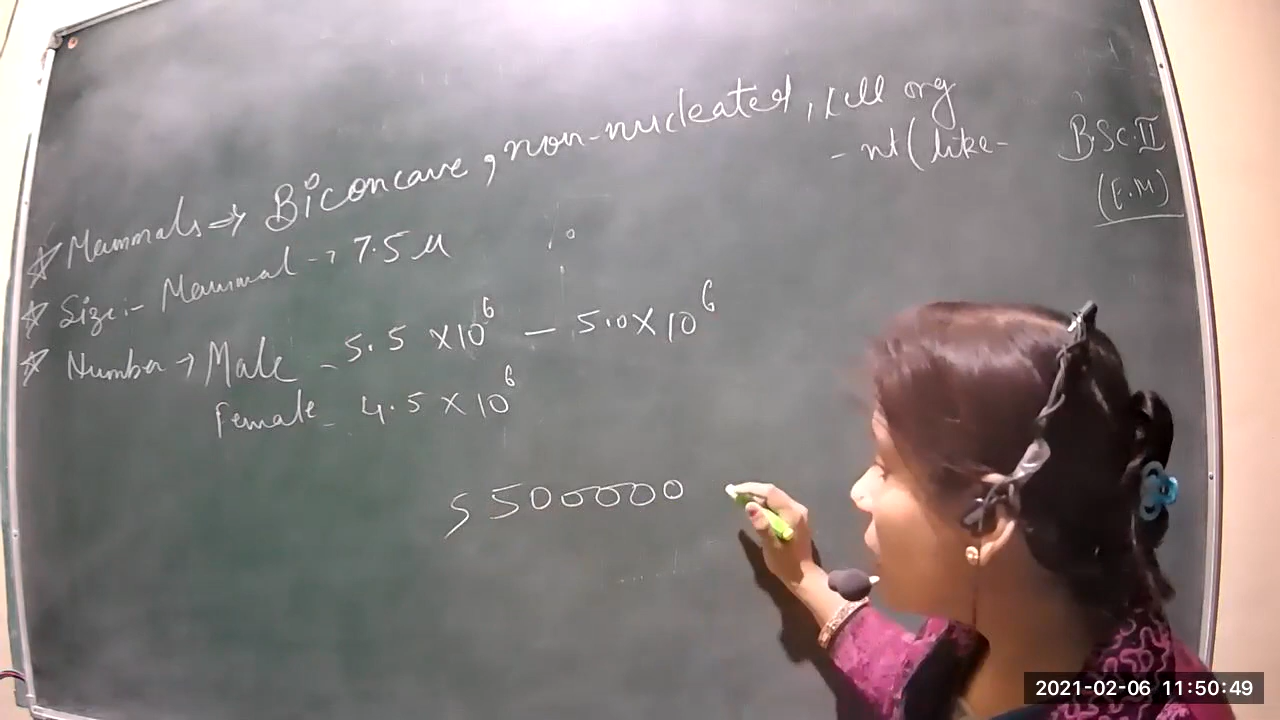 * Mammals ⇒ Biconcave, non-nucleated, cell org
- nt (like-
B.Sc. II
(E.M)
* Size:- Mammal → 7.5 μ
* Number → Male - 5.5 × 10⁶ - 5.0 × 10⁶
Female - 4.5 × 10⁶
5500000
2021-02-06 11:50:49